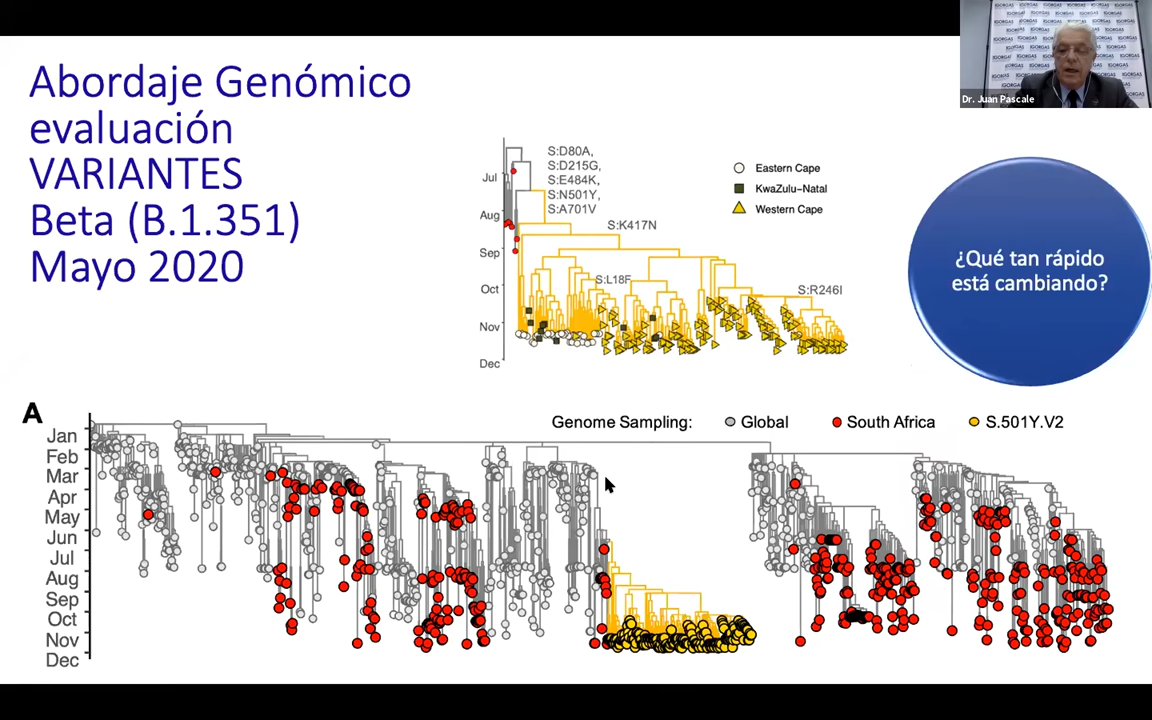 Abordaje Genómico
evaluación
VARIANTES
Beta (B.1.351)
Mayo 2020
IGORGAS
Dr. Juan Pascale
S:D80A,
S:D215G,
S:E484K,
S:N501Y,
S:A701V
S:K417N
S:L18F
S:R246I
Eastern Cape
KwaZulu-Natal
Western Cape
Jul
Aug
Sep
Oct
Nov
Dec
¿Qué tan rápido
está cambiando?
A
Genome Sampling:
Global
South Africa
S.501Y.V2
Jan
Feb
Mar
Apr
May
Jun
Jul
Aug
Sep
Oct
Nov
Dec